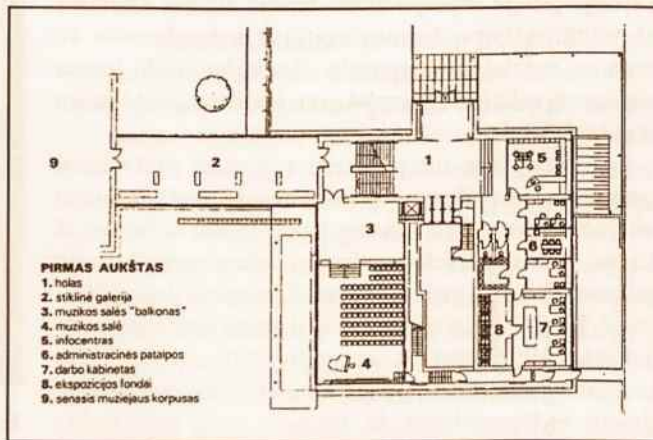 9
2
1
5
3
6
4
8
7
PIRMAS AUKŠTAS
1. holas
2. stiklinė galerija
3. muzikos salės "balkonas"
4. muzikos salė
5. infocentras
6. administracinės patalpos
7. darbo kabinetas
8. ekspozicijos fondai
9. senasis muziejaus korpusas